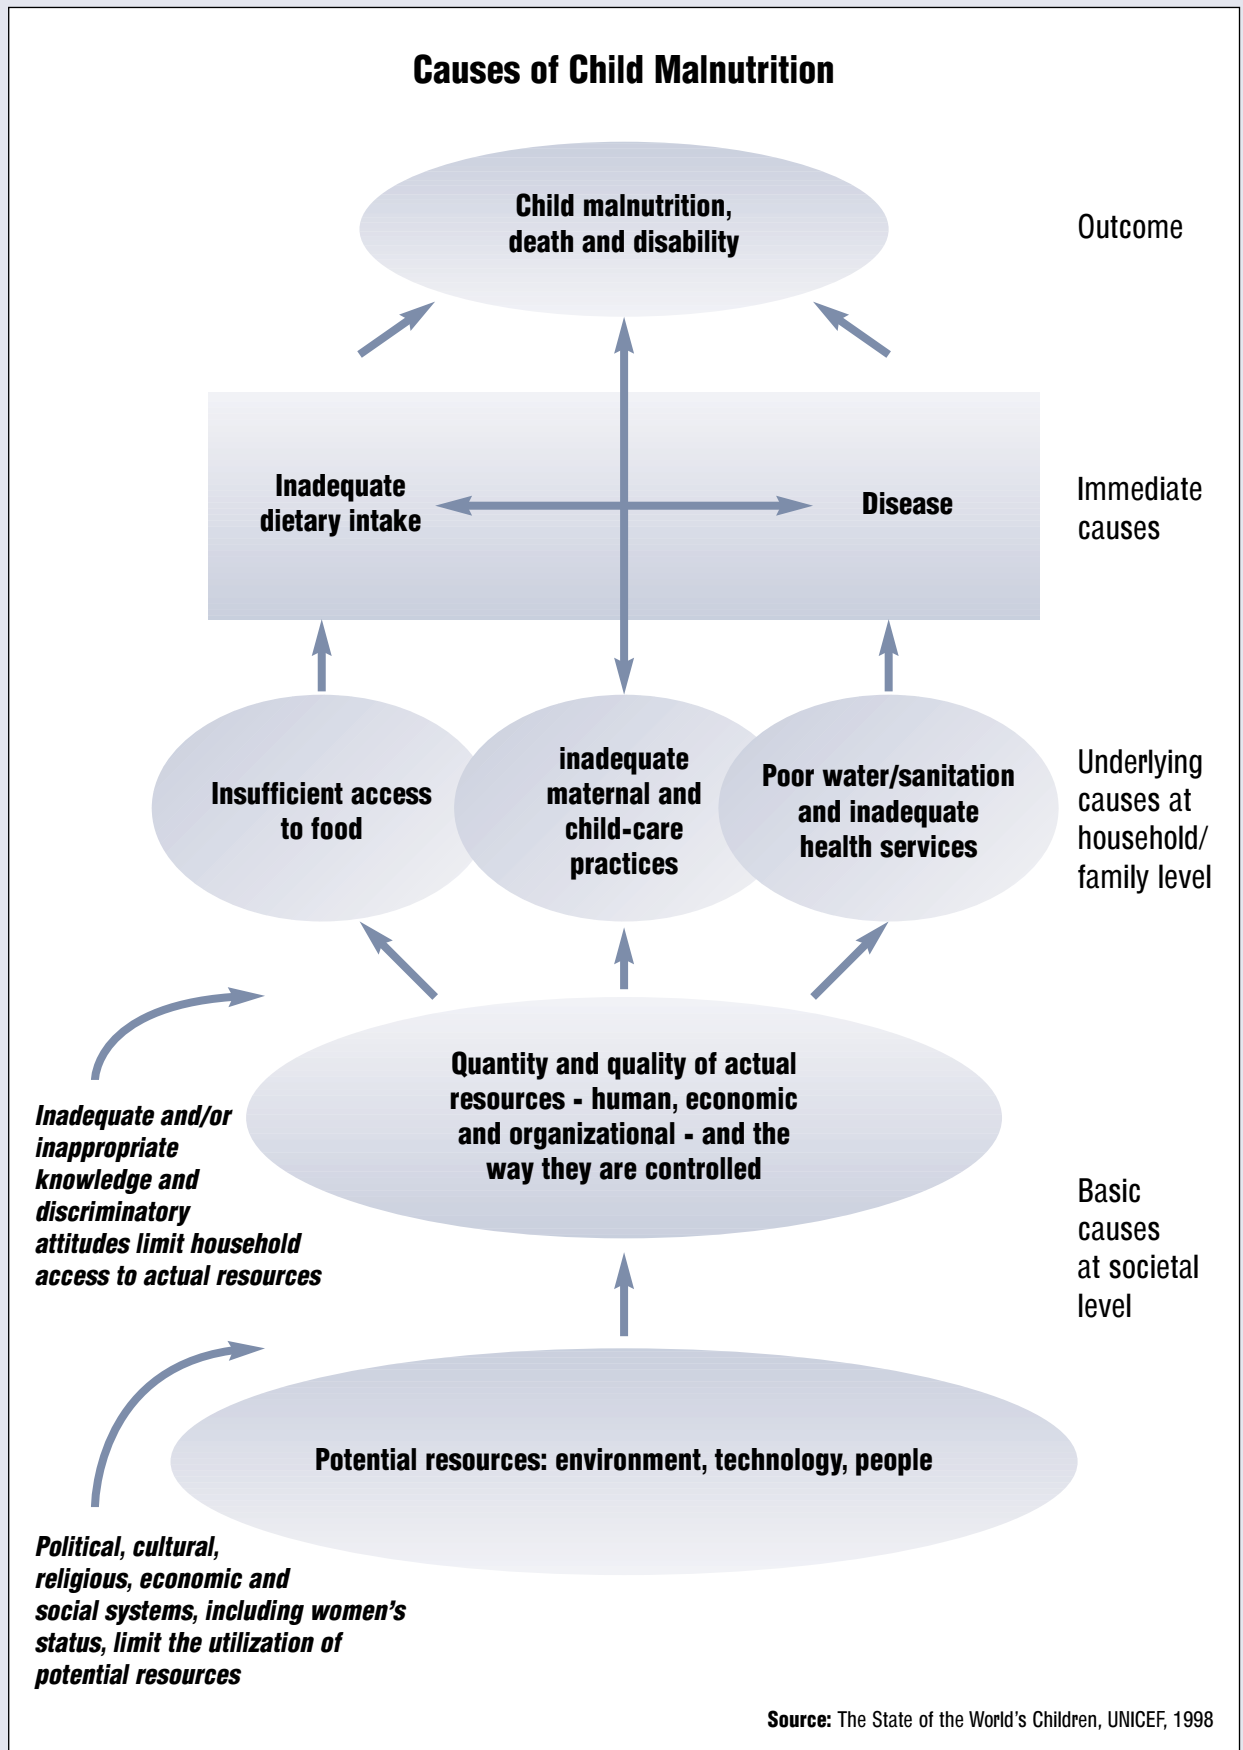 Causes of Child Malnutrition
Child malnutrition,
death and disability
Outcome
Inadequate
dietary intake
Disease
Immediate
causes
Insufficient access
to food
inadequate
maternal and
child-care
practices
Poor water/sanitation
and inadequate
health services
Underlying
causes at
household/
family level
Quantity and quality of actual
resources - human, economic
and organizational - and the
way they are controlled
Inadequate and/or
inappropriate
knowledge and
discriminatory
attitudes limit household
access to actual resources
Basic
causes
at societal
level
Potential resources: environment, technology, people
Political, cultural,
religious, economic and
social systems, including women’s
status, limit the utilization of
potential resources
Source: The State of the World’s Children, UNICEF, 1998